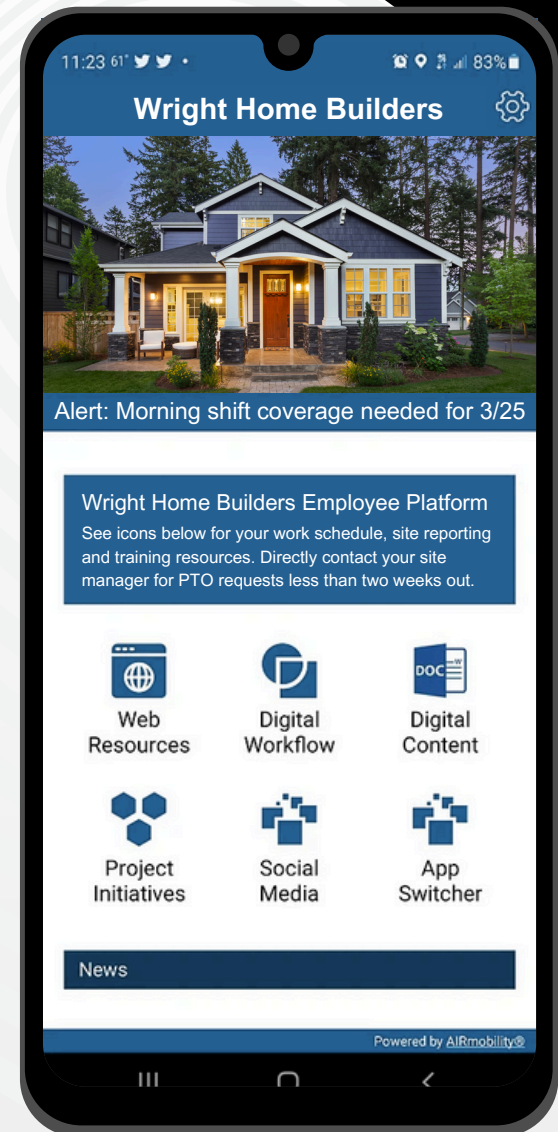 11:23 61° 83%
Wright Home Builders
Alert: Morning shift coverage needed for 3/25
Wright Home Builders Employee Platform
See icons below for your work schedule, site reporting
and training resources. Directly contact your site
manager for PTO requests less than two weeks out.
DOC W
Web Digital Digital
Resources Workflow Content
Project Social App
Initiatives Media Switcher
News
Powered by AIRmobility®